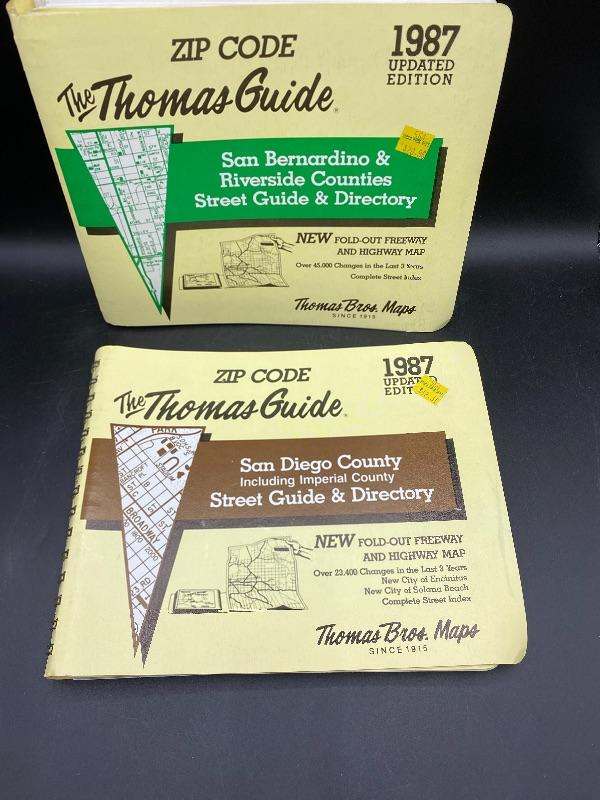 ZIP CODE
1987
UPDATED
EDITION
The Thomas Guide®
San Bernardino &
Riverside Counties
Street Guide & Directory
NEW FOLD-OUT FREEWAY
AND HIGHWAY MAP
Over 45,000 Changes in the Last 3 Years
Complete Street Index
Thomas Bros. Maps
SINCE 1915
ZIP CODE
1987
UPDATED
EDIT
The Thomas Guide®
San Diego County
Including Imperial County
Street Guide & Directory
PARK
BROADWAY
NEW FOLD-OUT FREEWAY
AND HIGHWAY MAP
Over 23,400 Changes in the Last 3 Years
New City of Encinitas
New City of Solana Beach
Complete Street Index
Thomas Bros. Maps
SINCE 1915